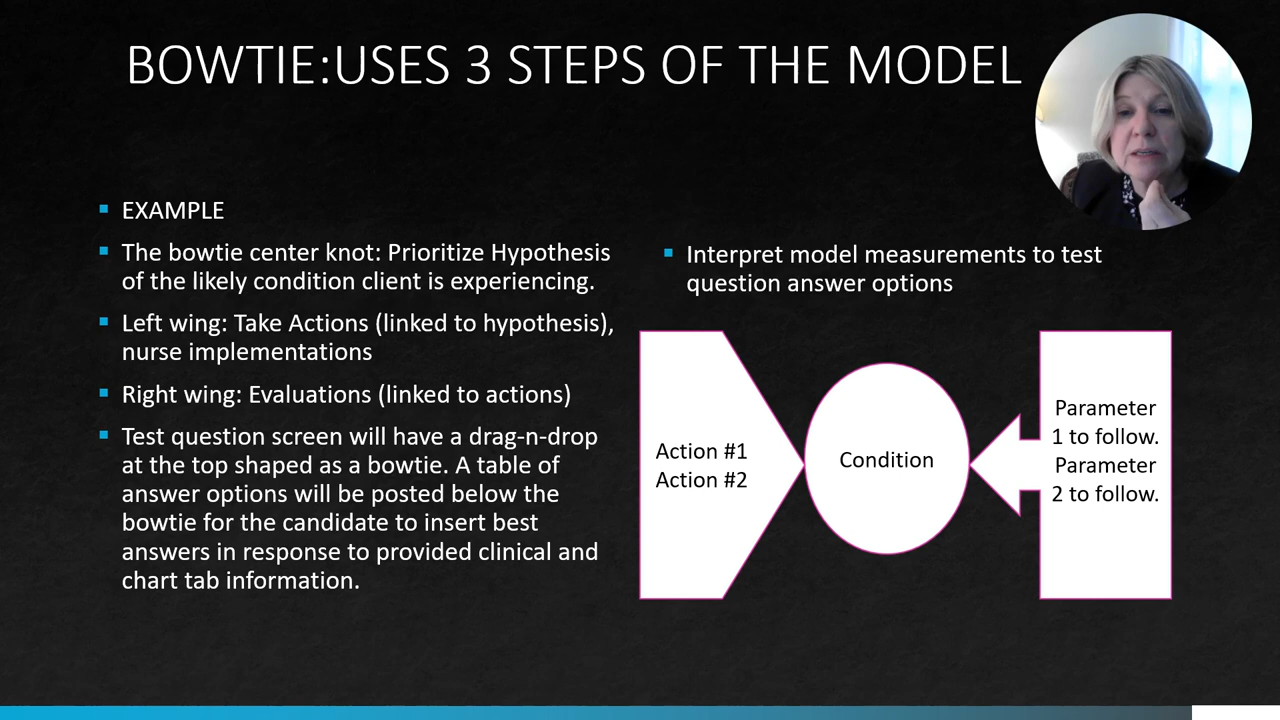 BOWTIE:USES 3 STEPS OF THE MODEL
EXAMPLE
The bowtie center knot: Prioritize Hypothesis
of the likely condition client is experiencing.
Left wing: Take Actions (linked to hypothesis),
nurse implementations
Right wing: Evaluations (linked to actions)
Test question screen will have a drag-n-drop
at the top shaped as a bowtie. A table of
answer options will be posted below the
bowtie for the candidate to insert best
answers in response to provided clinical and
chart tab information.
Interpret model measurements to test
question answer options
Action #1
Action #2
Condition
Parameter
1 to follow.
Parameter
2 to follow.